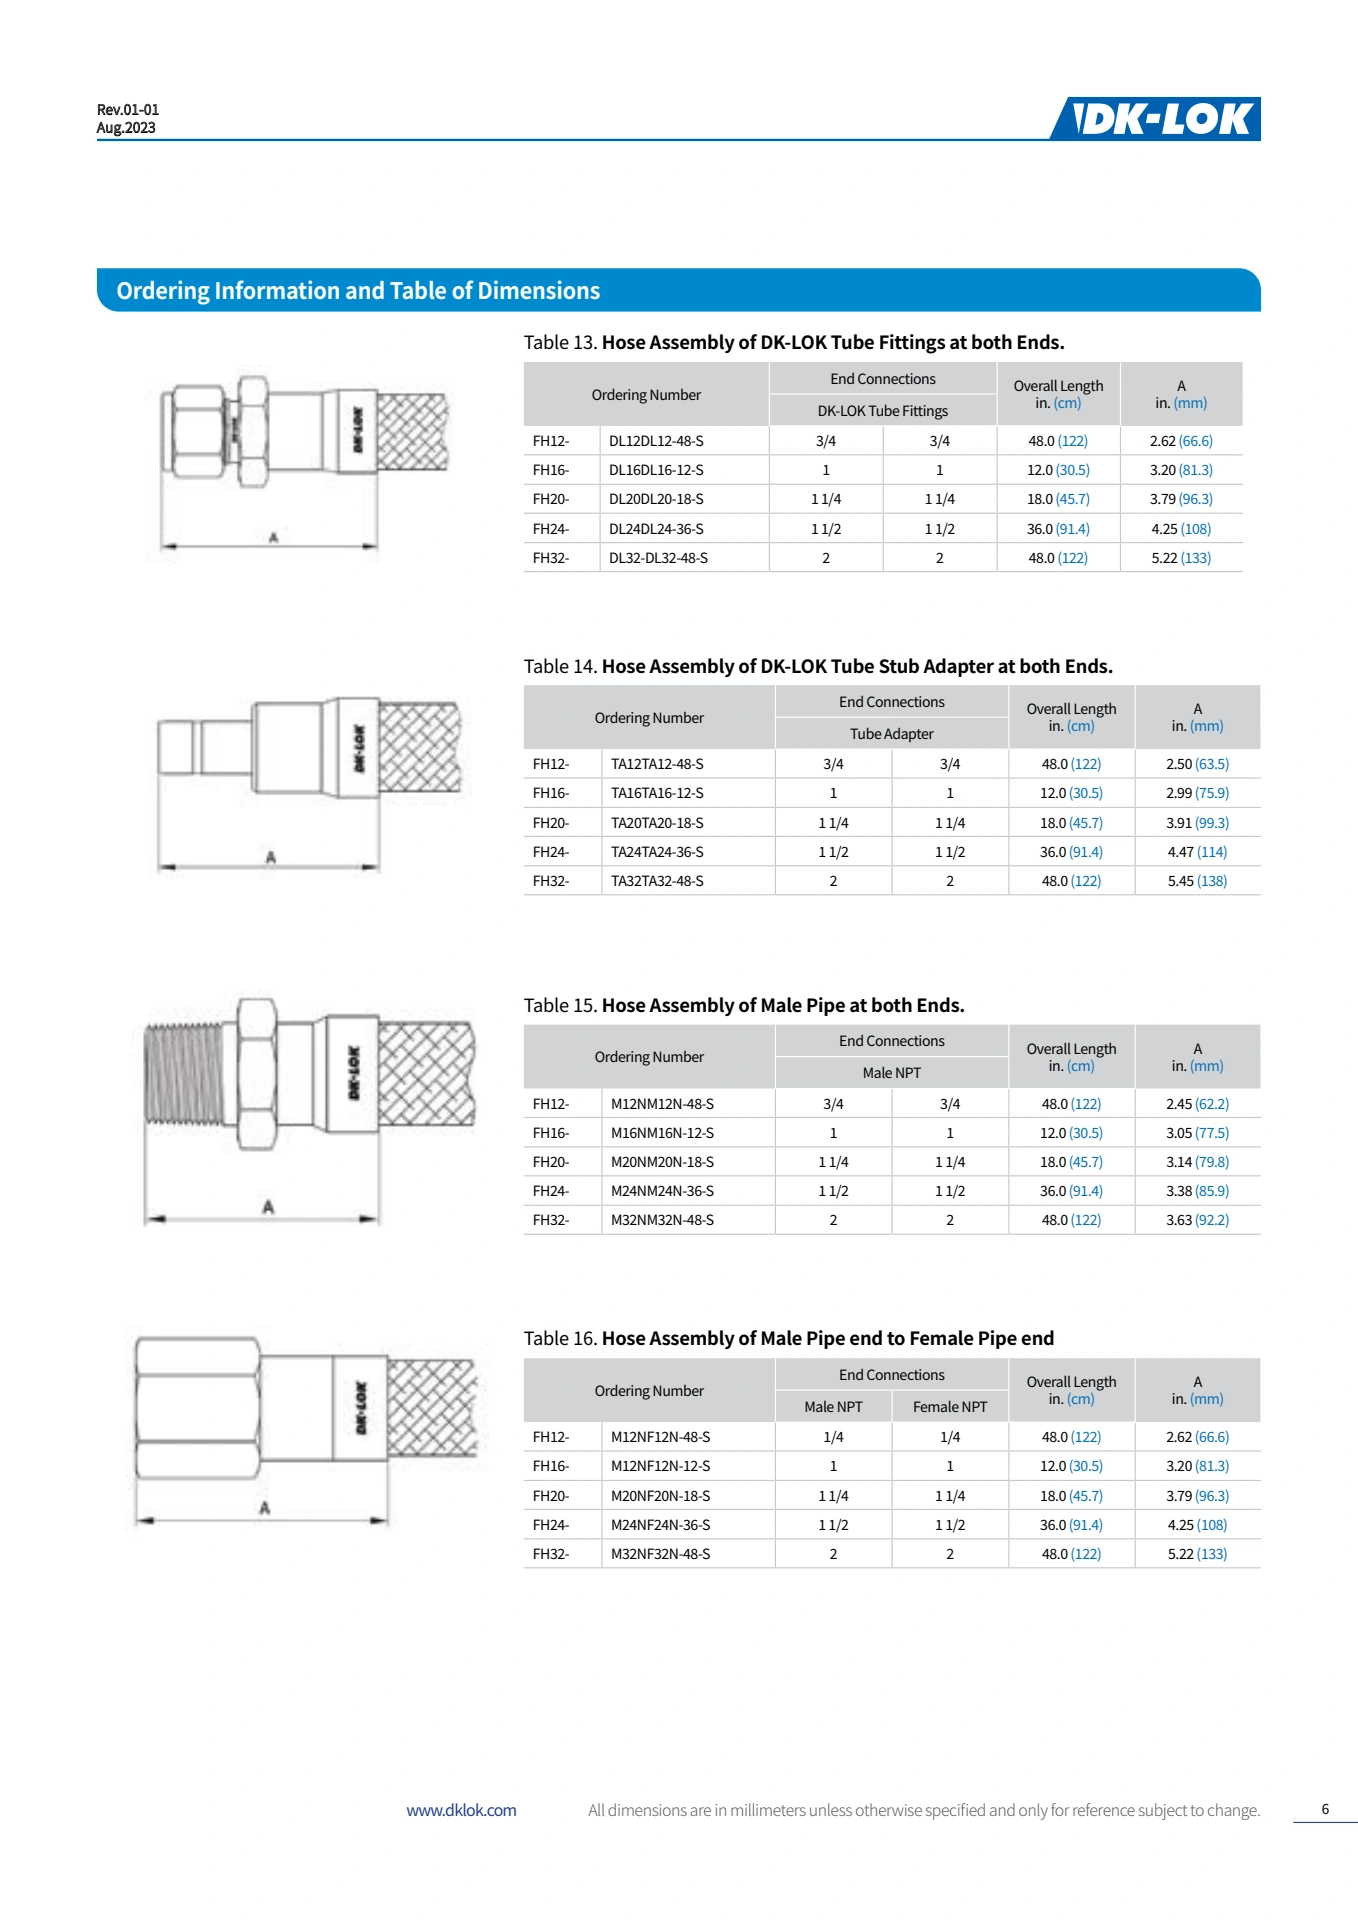 Rev.01-01
Aug.2023
DK-LOK
Ordering Information and Table of Dimensions
Table 13. Hose Assembly of DK-LOK Tube Fittings at both Ends.
Ordering Number End Connections Overall Length in. (cm) A in. (mm)
DK-LOK Tube Fittings
FH12- DL12DL12-48-S 3/4 3/4 48.0 (122) 2.62 (66.6)
FH16- DL16DL16-12-S 1 1 12.0 (30.5) 3.20 (81.3)
FH20- DL20DL20-18-S 1 1/4 1 1/4 18.0 (45.7) 3.79 (96.3)
FH24- DL24DL24-36-S 1 1/2 1 1/2 36.0 (91.4) 4.25 (108)
FH32- DL32-DL32-48-S 2 2 48.0 (122) 5.22 (133)
DK-LOK
A
Table 14. Hose Assembly of DK-LOK Tube Stub Adapter at both Ends.
Ordering Number End Connections Overall Length in. (cm) A in. (mm)
Tube Adapter
FH12- TA12TA12-48-S 3/4 3/4 48.0 (122) 2.50 (63.5)
FH16- TA16TA16-12-S 1 1 12.0 (30.5) 2.99 (75.9)
FH20- TA20TA20-18-S 1 1/4 1 1/4 18.0 (45.7) 3.91 (99.3)
FH24- TA24TA24-36-S 1 1/2 1 1/2 36.0 (91.4) 4.47 (114)
FH32- TA32TA32-48-S 2 2 48.0 (122) 5.45 (138)
DK-LOK
A
Table 15. Hose Assembly of Male Pipe at both Ends.
Ordering Number End Connections Overall Length in. (cm) A in. (mm)
Male NPT
FH12- M12NM12N-48-S 3/4 3/4 48.0 (122) 2.45 (62.2)
FH16- M16NM16N-12-S 1 1 12.0 (30.5) 3.05 (77.5)
FH20- M20NM20N-18-S 1 1/4 1 1/4 18.0 (45.7) 3.14 (79.8)
FH24- M24NM24N-36-S 1 1/2 1 1/2 36.0 (91.4) 3.38 (85.9)
FH32- M32NM32N-48-S 2 2 48.0 (122) 3.63 (92.2)
DK-LOK
A
Table 16. Hose Assembly of Male Pipe end to Female Pipe end
Ordering Number End Connections Overall Length in. (cm) A in. (mm)
Male NPT Female NPT
FH12- M12NF12N-48-S 1/4 1/4 48.0 (122) 2.62 (66.6)
FH16- M12NF12N-12-S 1 1 12.0 (30.5) 3.20 (81.3)
FH20- M20NF20N-18-S 1 1/4 1 1/4 18.0 (45.7) 3.79 (96.3)
FH24- M24NF24N-36-S 1 1/2 1 1/2 36.0 (91.4) 4.25 (108)
FH32- M32NF32N-48-S 2 2 48.0 (122) 5.22 (133)
DK-LOK
A
www.dklok.com All dimensions are in millimeters unless otherwise specified and only for reference subject to change. 6